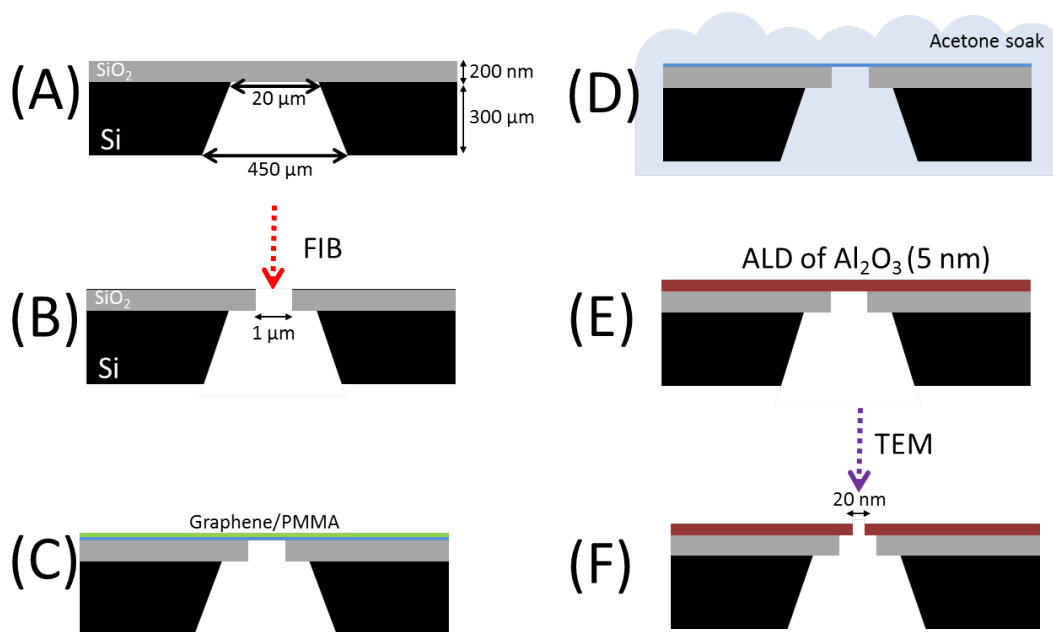 (A)
SiO₂
200 nm
20 µm
300 µm
Si
450 µm
FIB
(B)
SiO₂
1 µm
Si
Graphene/PMMA
(C)
Acetone soak
(D)
ALD of Al₂O₃ (5 nm)
(E)
TEM
20 nm
(F)